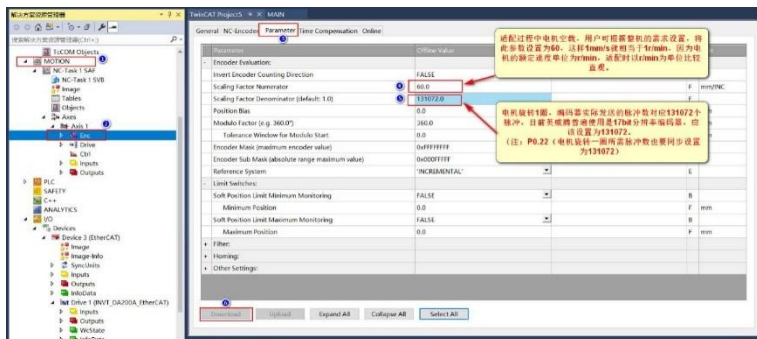 解决方案资源管理器
TwinCAT Project5
MAIN
搜索解决方案资源管理器(Ctrl+;)
TcCOM Objects
MOTION
NC-Task 1 SAF
NC-Task 1 SVB
Image
Tables
Objects
Axes
Axis 1
Enc
Drive
Ctrl
Inputs
Outputs
PLC
SAFETY
C++
ANALYTICS
I/O
Devices
Device 3 (EtherCAT)
Image
Image-Info
SyncUnits
Inputs
Outputs
InfoData
Drive 1 (INVT_DA200A_EtherCAT)
Inputs
Outputs
WcState
InfoData
General NC-Encoder Parameter Time Compensation Online
Parameter Offline Value
- Encoder Evaluation:
Invert Encoder Counting Direction FALSE
Scaling Factor Numerator 60.0 F mm/INC
Scaling Factor Denominator (default: 1.0) 131072.0
Position Bias 0.0
Modulo Factor (e.g. 360.0°) 360.0
Tolerance Window for Modulo Start 0.0
Encoder Mask (maximum encoder value) 0xFFFFFFFF
Encoder Sub Mask (absolute range maximum value) 0x000FFFFF
Reference System 'INCREMENTAL' E
- Limit Switches:
Soft Position Limit Minimum Monitoring FALSE B
Minimum Position 0.0 F mm
Soft Position Limit Maximum Monitoring FALSE B
Maximum Position 0.0 F mm
+ Filter:
+ Homing:
+ Other Settings:
Download Upload Expand All Collapse All Select All
适配过程中电机空载，用户可根据整机的需求设置，将
此参数设置为60，这样1mm/s就相当于1r/min，因为电
机的额定速度单位为r/min，适配时以r/min为单位比较
直观。
电机旋转1圈，编码器实际发送的脉冲数对应131072个
脉冲，目前英威腾普遍使用是17bit分辨率编码器，应
该设置为131072。
（注：P0.22（电机旋转一圈所需脉冲数也要同步设置
为131072）